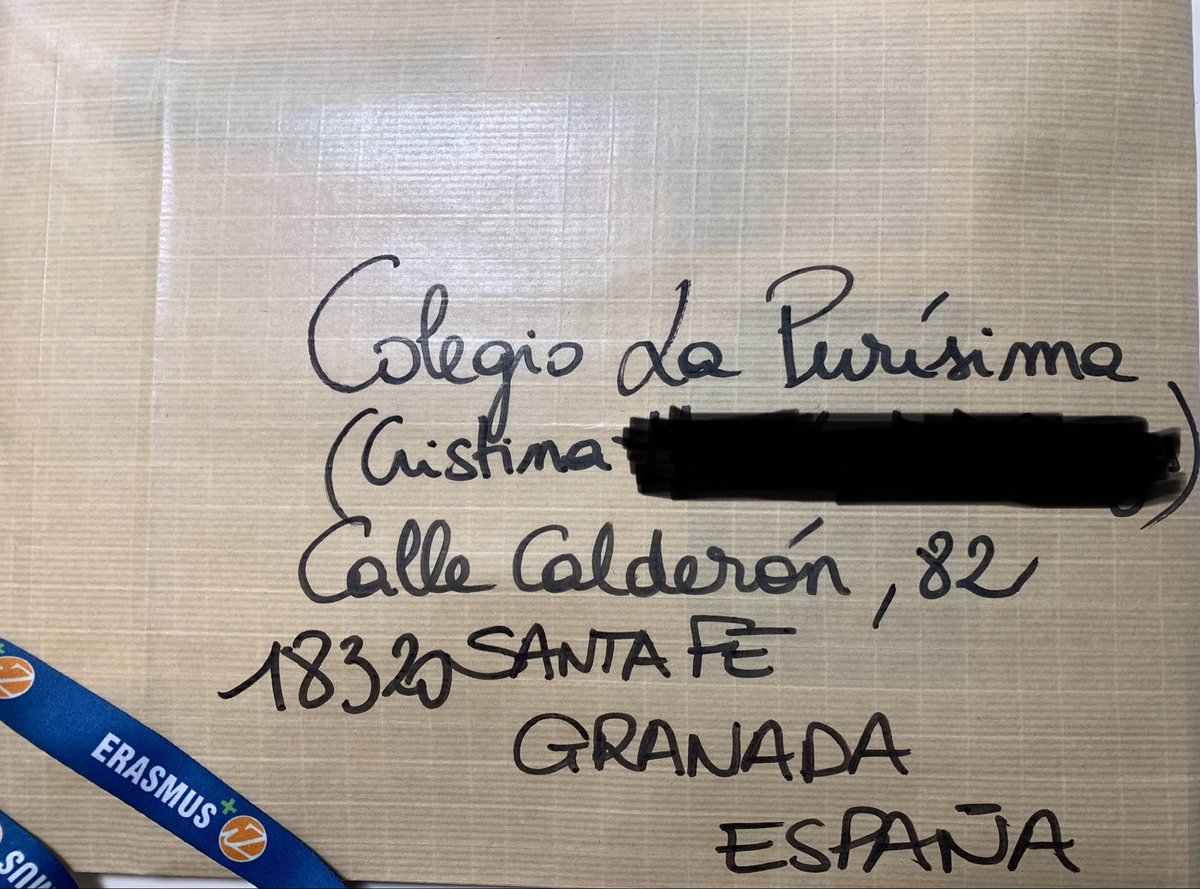 Colegio La Purísima
(Cristina )
Calle Calderón, 82
18320 SANTA FE
GRANADA
ESPAÑA
ERASMUS+